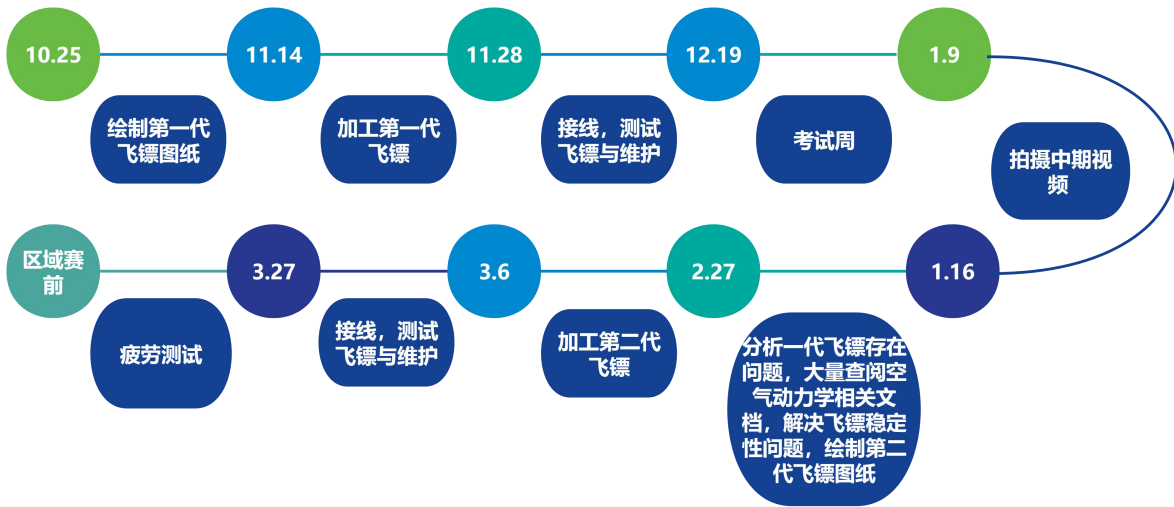 10.25
11.14
11.28
12.19
1.9
绘制第一代
飞镖图纸
加工第一代
飞镖
接线，测试
飞镖与维护
考试周
拍摄中期视
频
1.16
2.27
3.6
3.27
区域赛
前
分析一代飞镖存在
问题，大量查阅空
气动力学相关文
档，解决飞镖稳定
性问题，绘制第二
代飞镖图纸
加工第二代
飞镖
接线，测试
飞镖与维护
疲劳测试